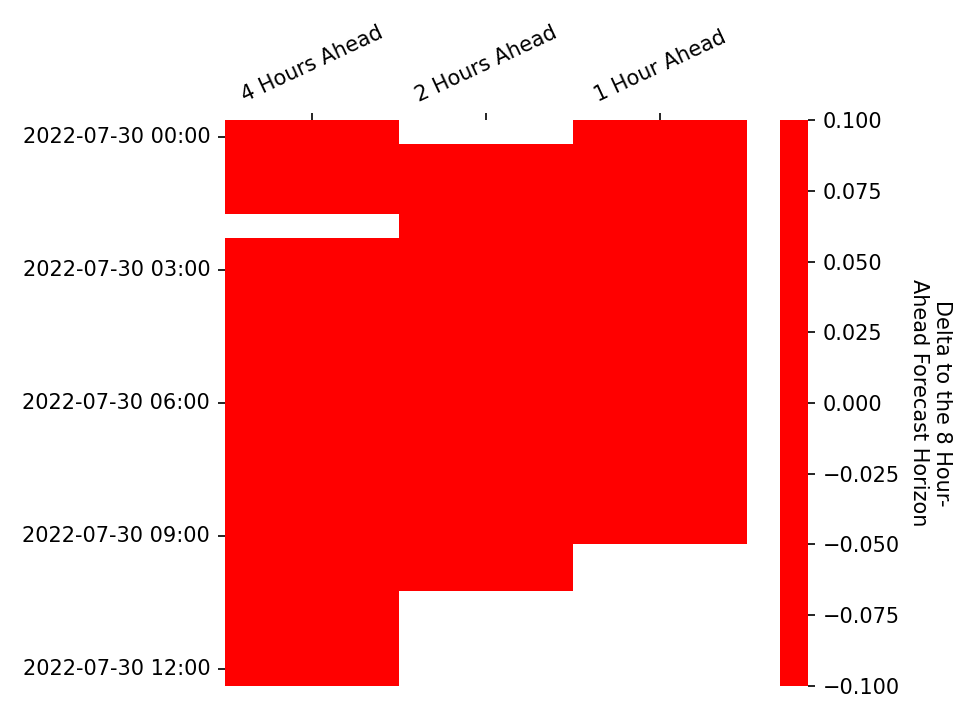 4 Hours Ahead
2 Hours Ahead
1 Hour Ahead
2022-07-30 00:00
2022-07-30 03:00
2022-07-30 06:00
2022-07-30 09:00
2022-07-30 12:00
0.100
0.075
0.050
0.025
0.000
−0.025
−0.050
−0.075
−0.100
Delta to the 8 Hour-
Ahead Forecast Horizon